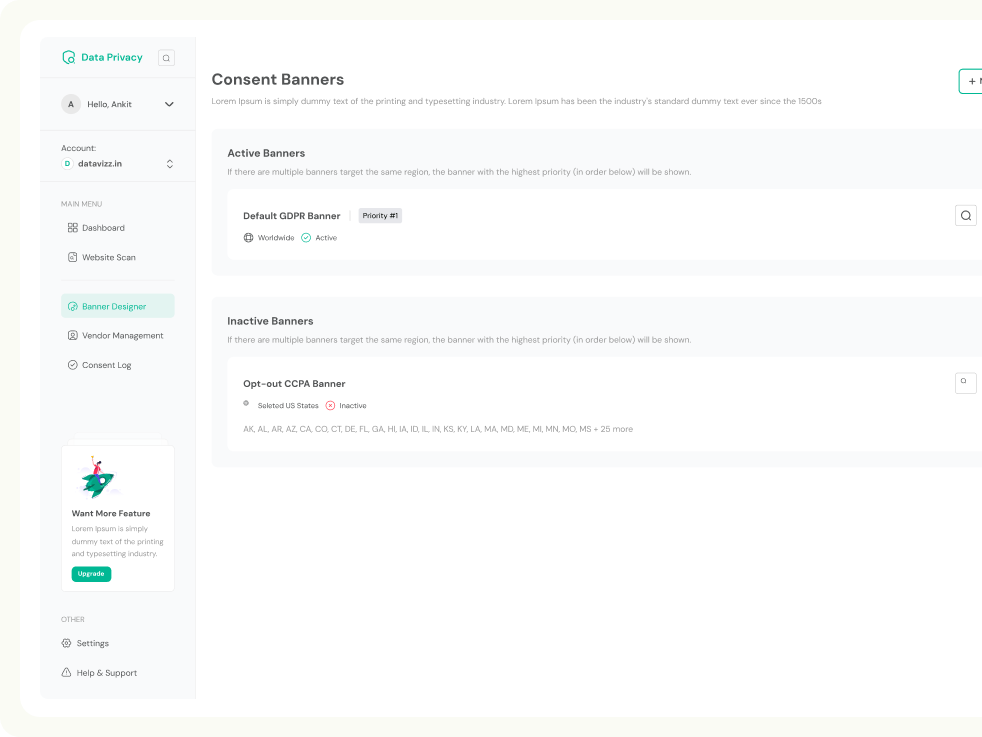 Data Privacy
A
Hello, Ankit
Account:
D datavizz.in
MAIN MENU
Dashboard
Website Scan
Banner Designer
Vendor Management
Consent Log
Want More Feature
Lorem Ipsum is simply
dummy text of the printing
and typesetting industry.
Upgrade
OTHER
Settings
Help & Support
Consent Banners
Lorem Ipsum is simply dummy text of the printing and typesetting industry. Lorem Ipsum has been the industry's standard dummy text ever since the 1500s
Active Banners
If there are multiple banners target the same region, the banner with the highest priority (in order below) will be shown.
Default GDPR Banner
Priority #1
Worldwide
Active
Inactive Banners
If there are multiple banners target the same region, the banner with the highest priority (in order below) will be shown.
Opt-out CCPA Banner
Seleted US States
Inactive
AK, AL, AR, AZ, CA, CO, CT, DE, FL, GA, HI, IA, ID, IL, IN, KS, KY, LA, MA, MD, ME, MI, MN, MO, MS + 25 more